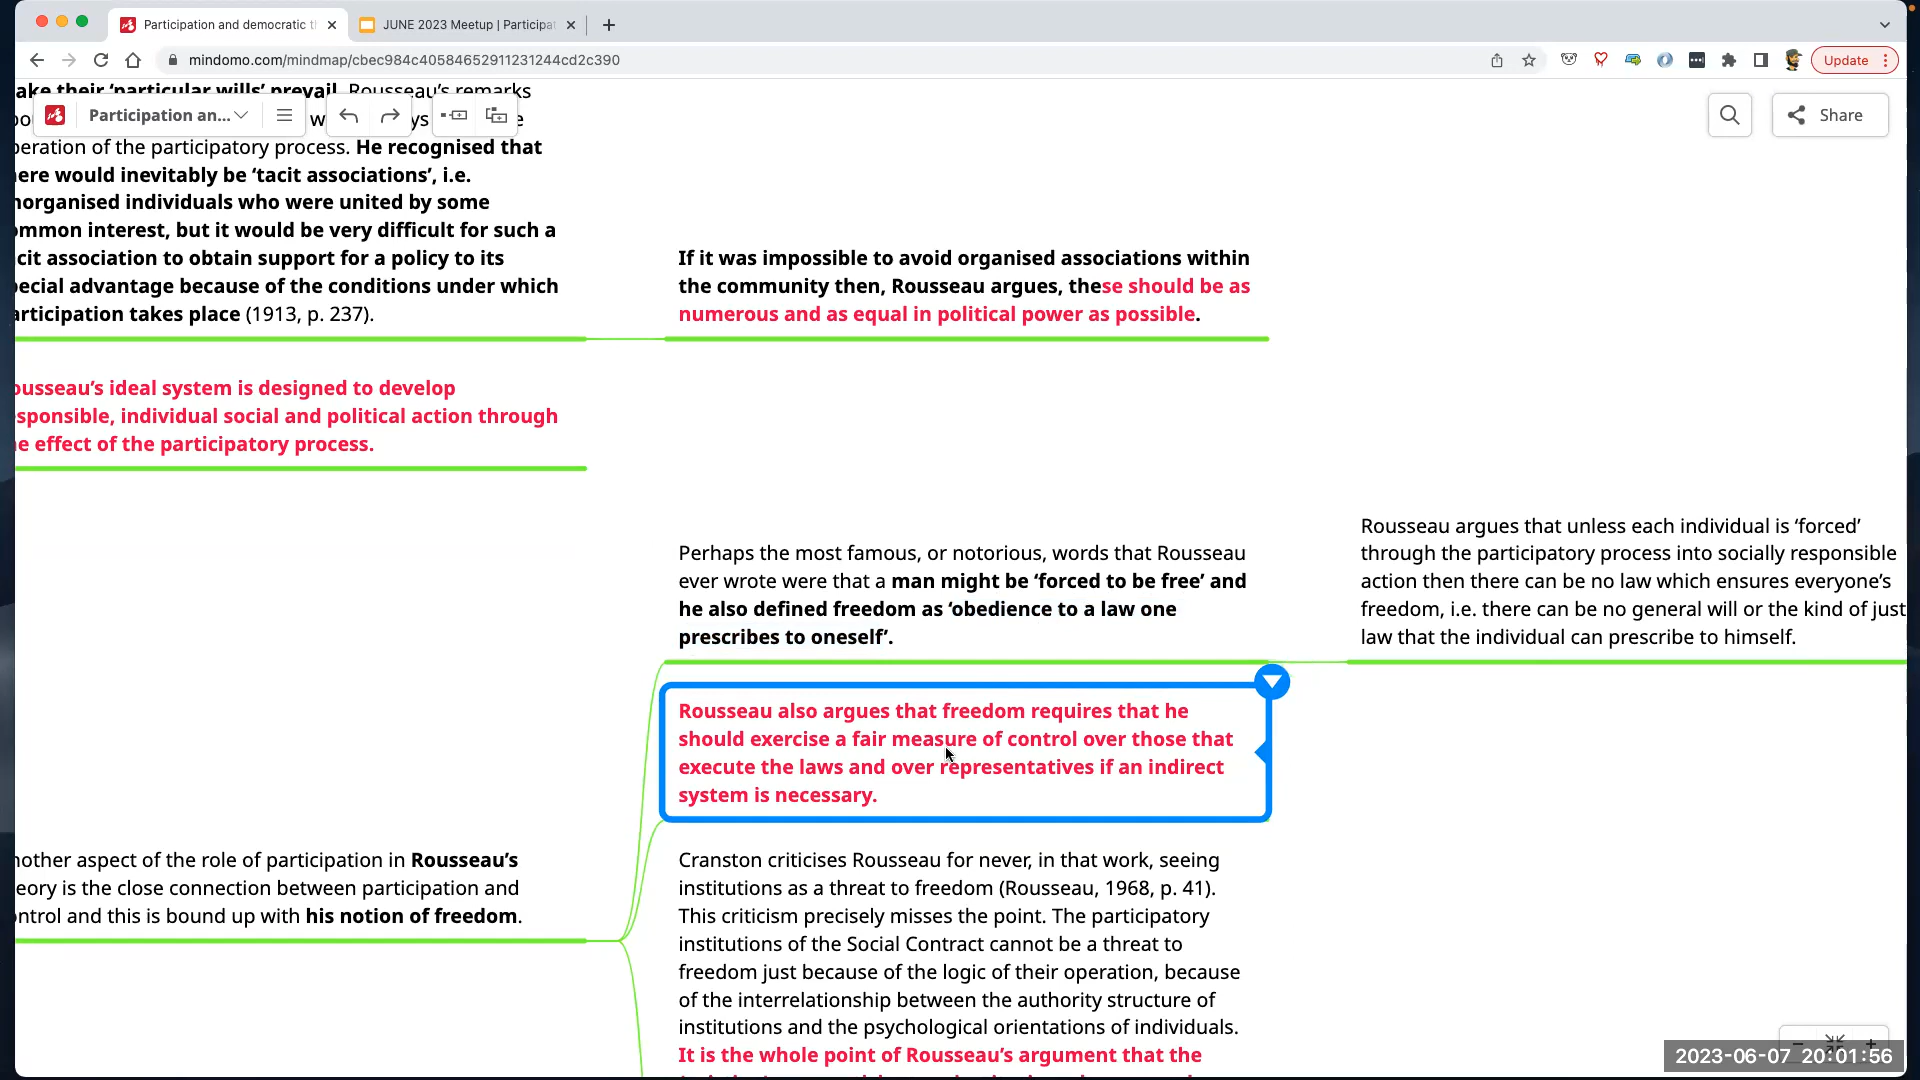 Participation and democratic t
JUNE 2023 Meetup | Participat
mindomo.com/mindmap/cbec984c40584652911231244cd2c390
Update
ake their ‘particular wills’ prevail. Rousseau’s remarks
Participation an...
Share
peration of the participatory process. He recognised that
ere would inevitably be ‘tacit associations’, i.e.
norganised individuals who were united by some
ommon interest, but it would be very difficult for such a
cit association to obtain support for a policy to its
pecial advantage because of the conditions under which
articipation takes place (1913, p. 237).
If it was impossible to avoid organised associations within
the community then, Rousseau argues, these should be as
numerous and as equal in political power as possible.
ousseau’s ideal system is designed to develop
sponsible, individual social and political action through
e effect of the participatory process.
Perhaps the most famous, or notorious, words that Rousseau
ever wrote were that a man might be ‘forced to be free’ and
he also defined freedom as ‘obedience to a law one
prescribes to oneself’.
Rousseau argues that unless each individual is ‘forced’
through the participatory process into socially responsible
action then there can be no law which ensures everyone’s
freedom, i.e. there can be no general will or the kind of just
law that the individual can prescribe to himself.
Rousseau also argues that freedom requires that he
should exercise a fair measure of control over those that
execute the laws and over representatives if an indirect
system is necessary.
nother aspect of the role of participation in Rousseau’s
eory is the close connection between participation and
ontrol and this is bound up with his notion of freedom.
Cranston criticises Rousseau for never, in that work, seeing
institutions as a threat to freedom (Rousseau, 1968, p. 41).
This criticism precisely misses the point. The participatory
institutions of the Social Contract cannot be a threat to
freedom just because of the logic of their operation, because
of the interrelationship between the authority structure of
institutions and the psychological orientations of individuals.
It is the whole point of Rousseau’s argument that the
2023-06-07 20:01:56